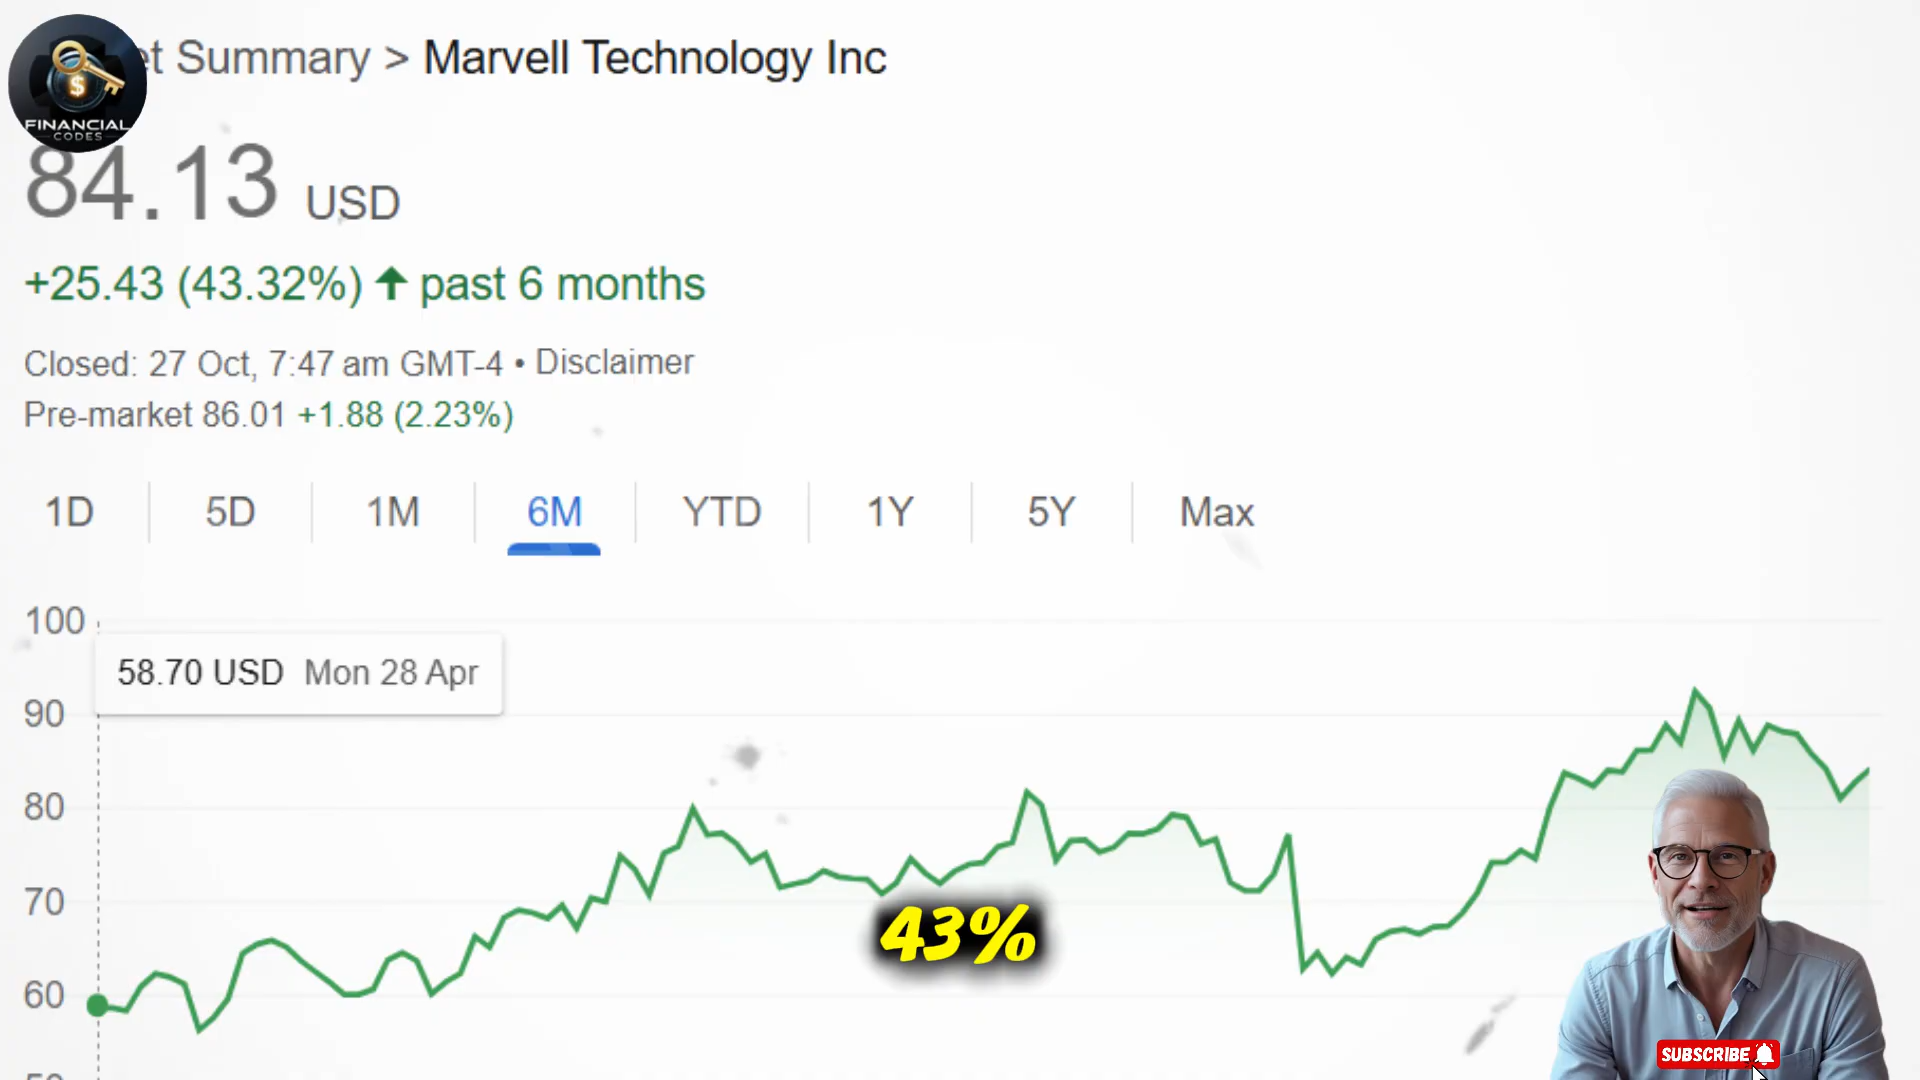 FINANCIAL
CODES
et Summary > Marvell Technology Inc
84.13 USD
+25.43 (43.32%) ↑ past 6 months
Closed: 27 Oct, 7:47 am GMT-4 • Disclaimer
Pre-market 86.01 +1.88 (2.23%)
1D 5D 1M 6M YTD 1Y 5Y Max
100
58.70 USD Mon 28 Apr
90
80
70
43%
60
SUBSCRIBE